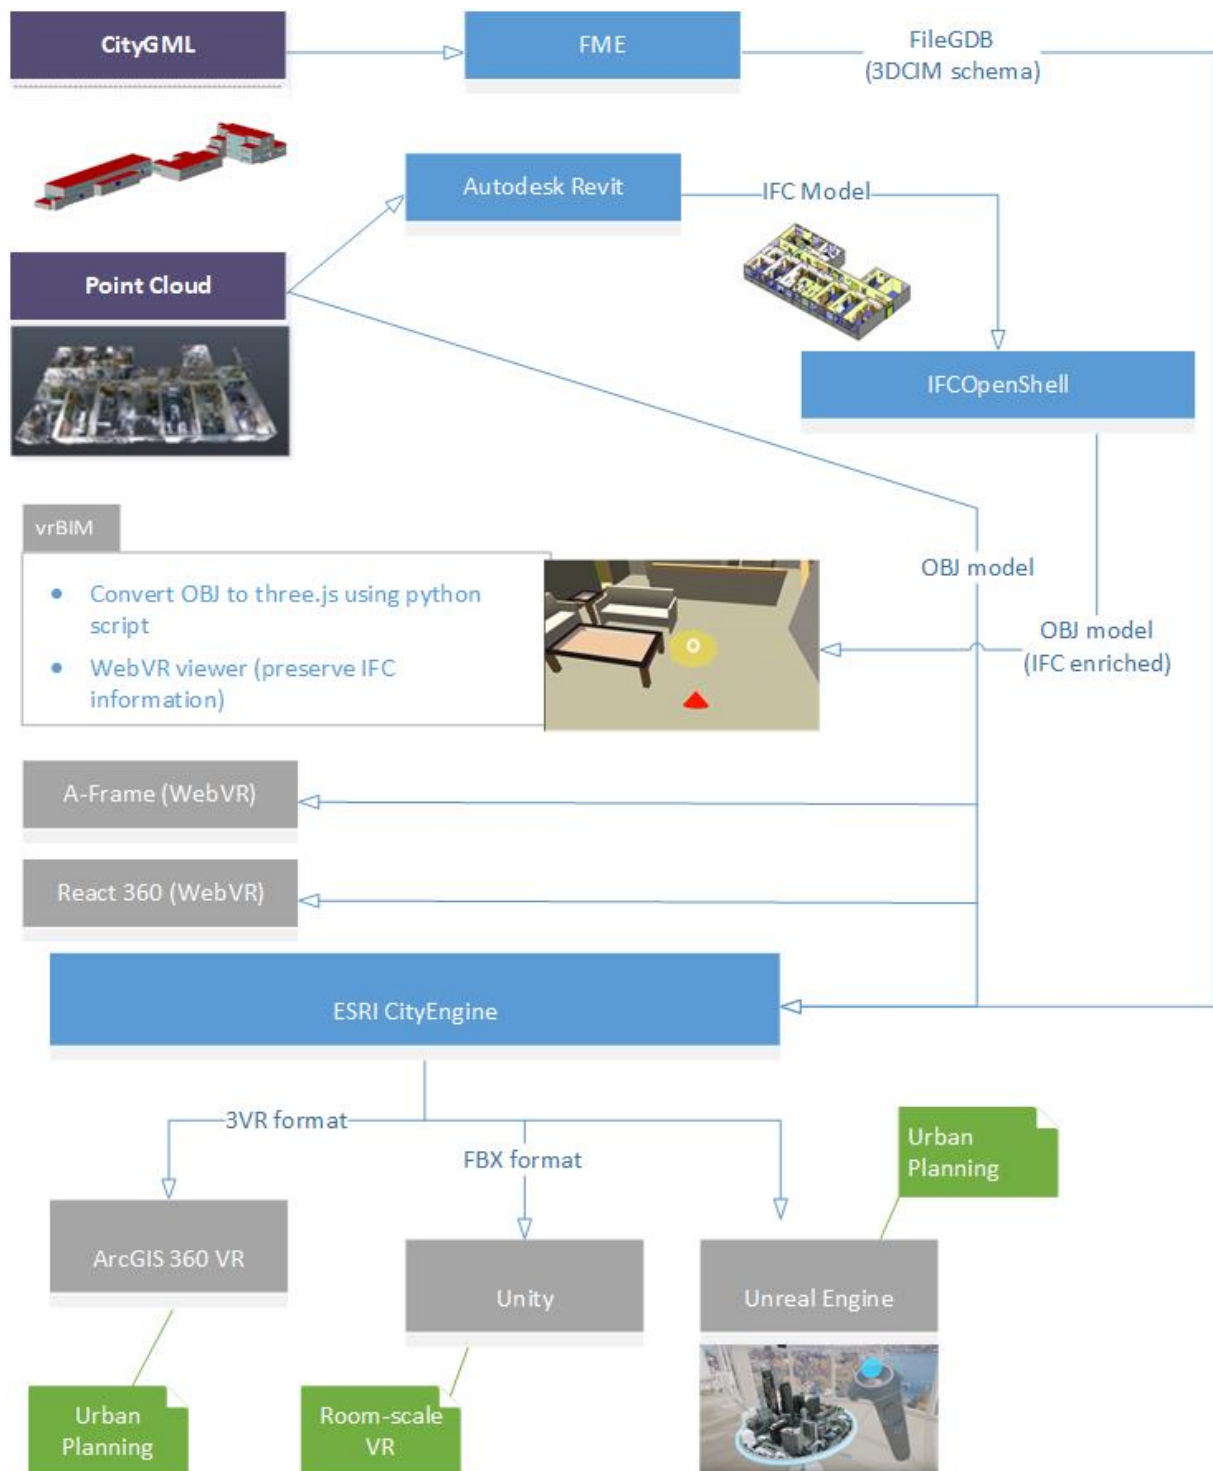 CityGML
FME
FileGDB
(3DCIM schema)
Autodesk Revit
IFC Model
Point Cloud
IFCOpenShell
vrBIM
Convert OBJ to three.js using python
script
WebVR viewer (preserve IFC
information)
OBJ model
OBJ model
(IFC enriched)
A-Frame (WebVR)
React 360 (WebVR)
ESRI CityEngine
3VR format
FBX format
Urban
Planning
ArcGIS 360 VR
Unity
Unreal Engine
Urban
Planning
Room-scale
VR